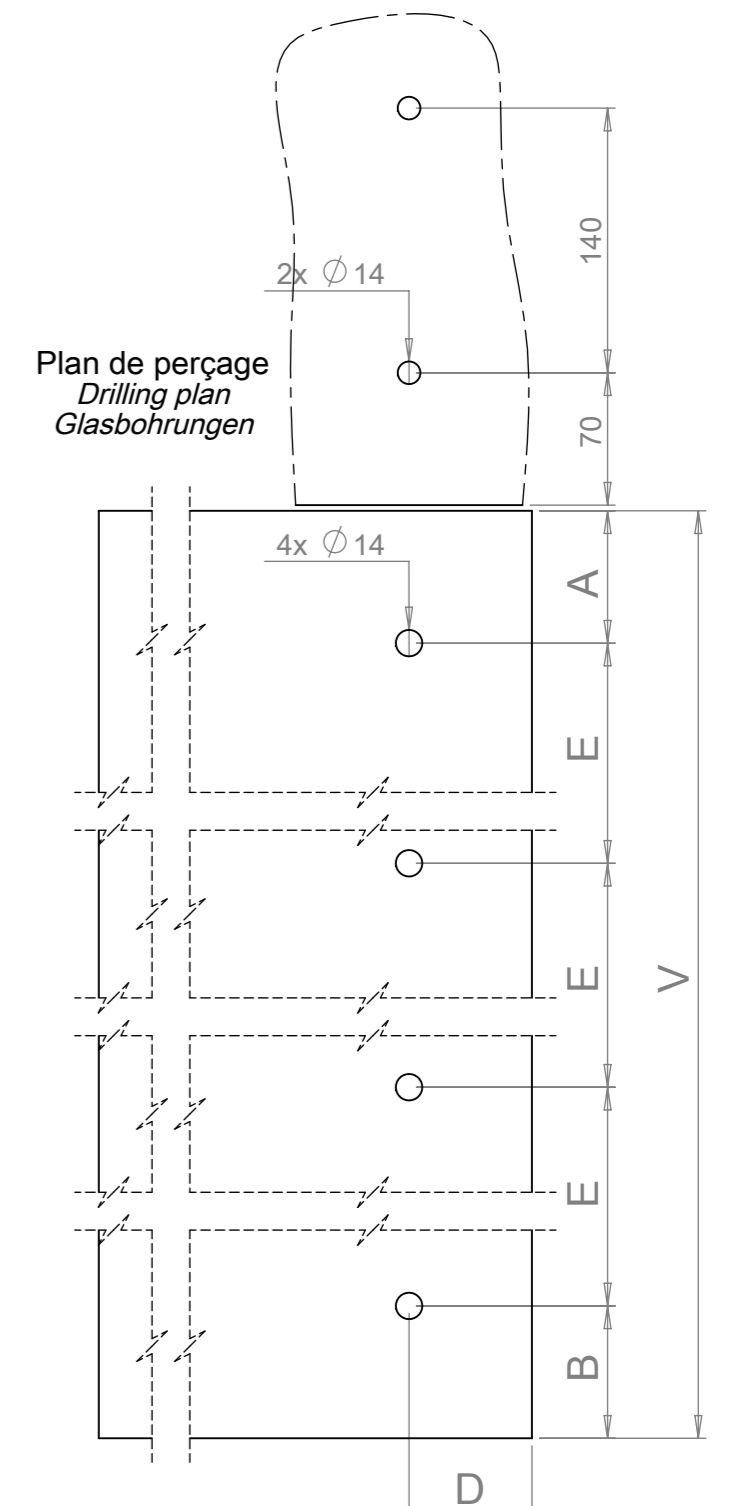 140
2x ∅ 14
Plan de perçage
Drilling plan
Glasbohrungen
70
4x ∅ 14
A
E
E
V
E
B
D